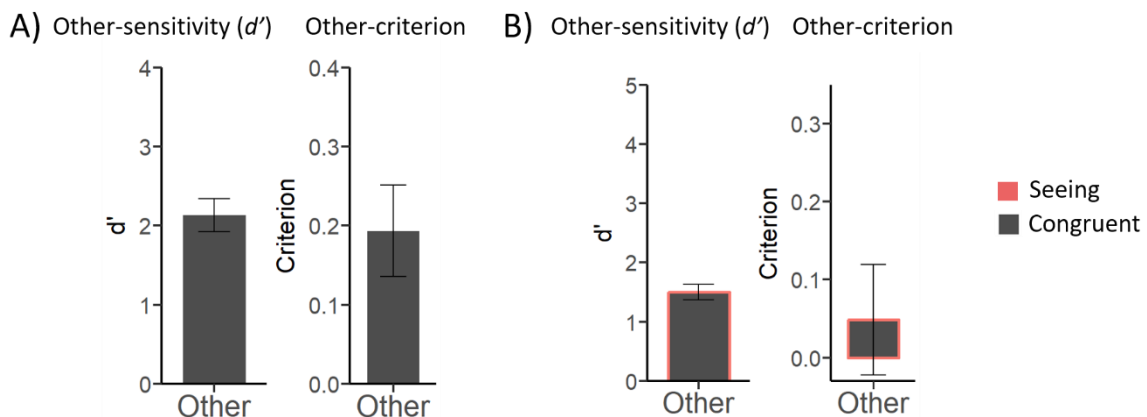 A) Other-sensitivity (d') Other-criterion
d'
4
3
2
1
0
Other
Criterion
0.4
0.3
0.2
0.1
0.0
Other
B) Other-sensitivity (d') Other-criterion
d'
5
4
3
2
1
0
Other
Criterion
0.3
0.2
0.1
0.0
Other
Seeing
Congruent